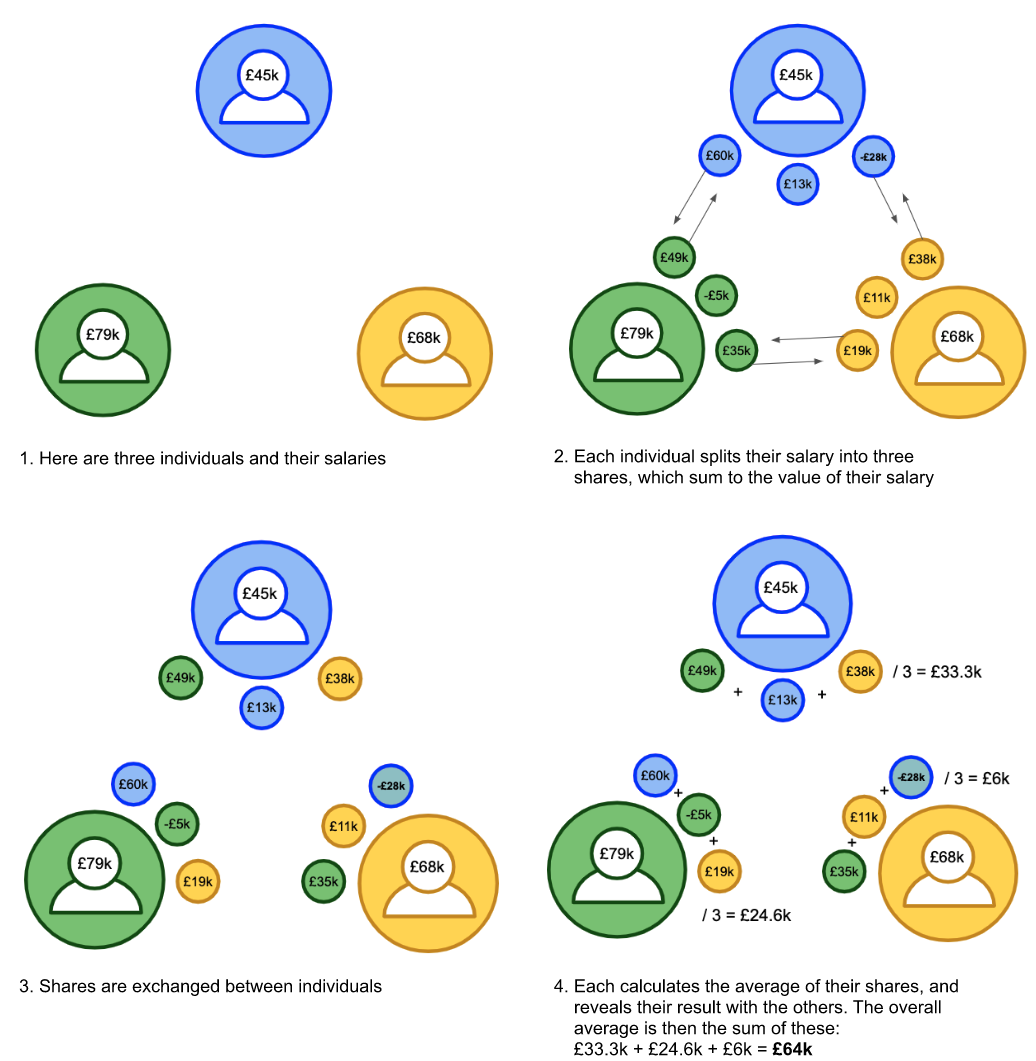 £45k
£79k
£68k
1. Here are three individuals and their salaries
£45k
£60k
£13k
-£28k
£49k
-£5k
£35k
£79k
£38k
£11k
£19k
£68k
2. Each individual splits their salary into three
shares, which sum to the value of their salary
£45k
£49k
£13k
£38k
£60k
-£5k
£19k
£79k
-£28k
£11k
£35k
£68k
3. Shares are exchanged between individuals
£45k
£49k + £13k + £38k / 3 = £33.3k
£79k
£60k
+
-£5k
+
£19k
/ 3 = £24.6k
-£28k / 3 = £6k
+
£11k
+
£35k
£68k
4. Each calculates the average of their shares, and
reveals their result with the others. The overall
average is then the sum of these:
£33.3k + £24.6k + £6k = £64k